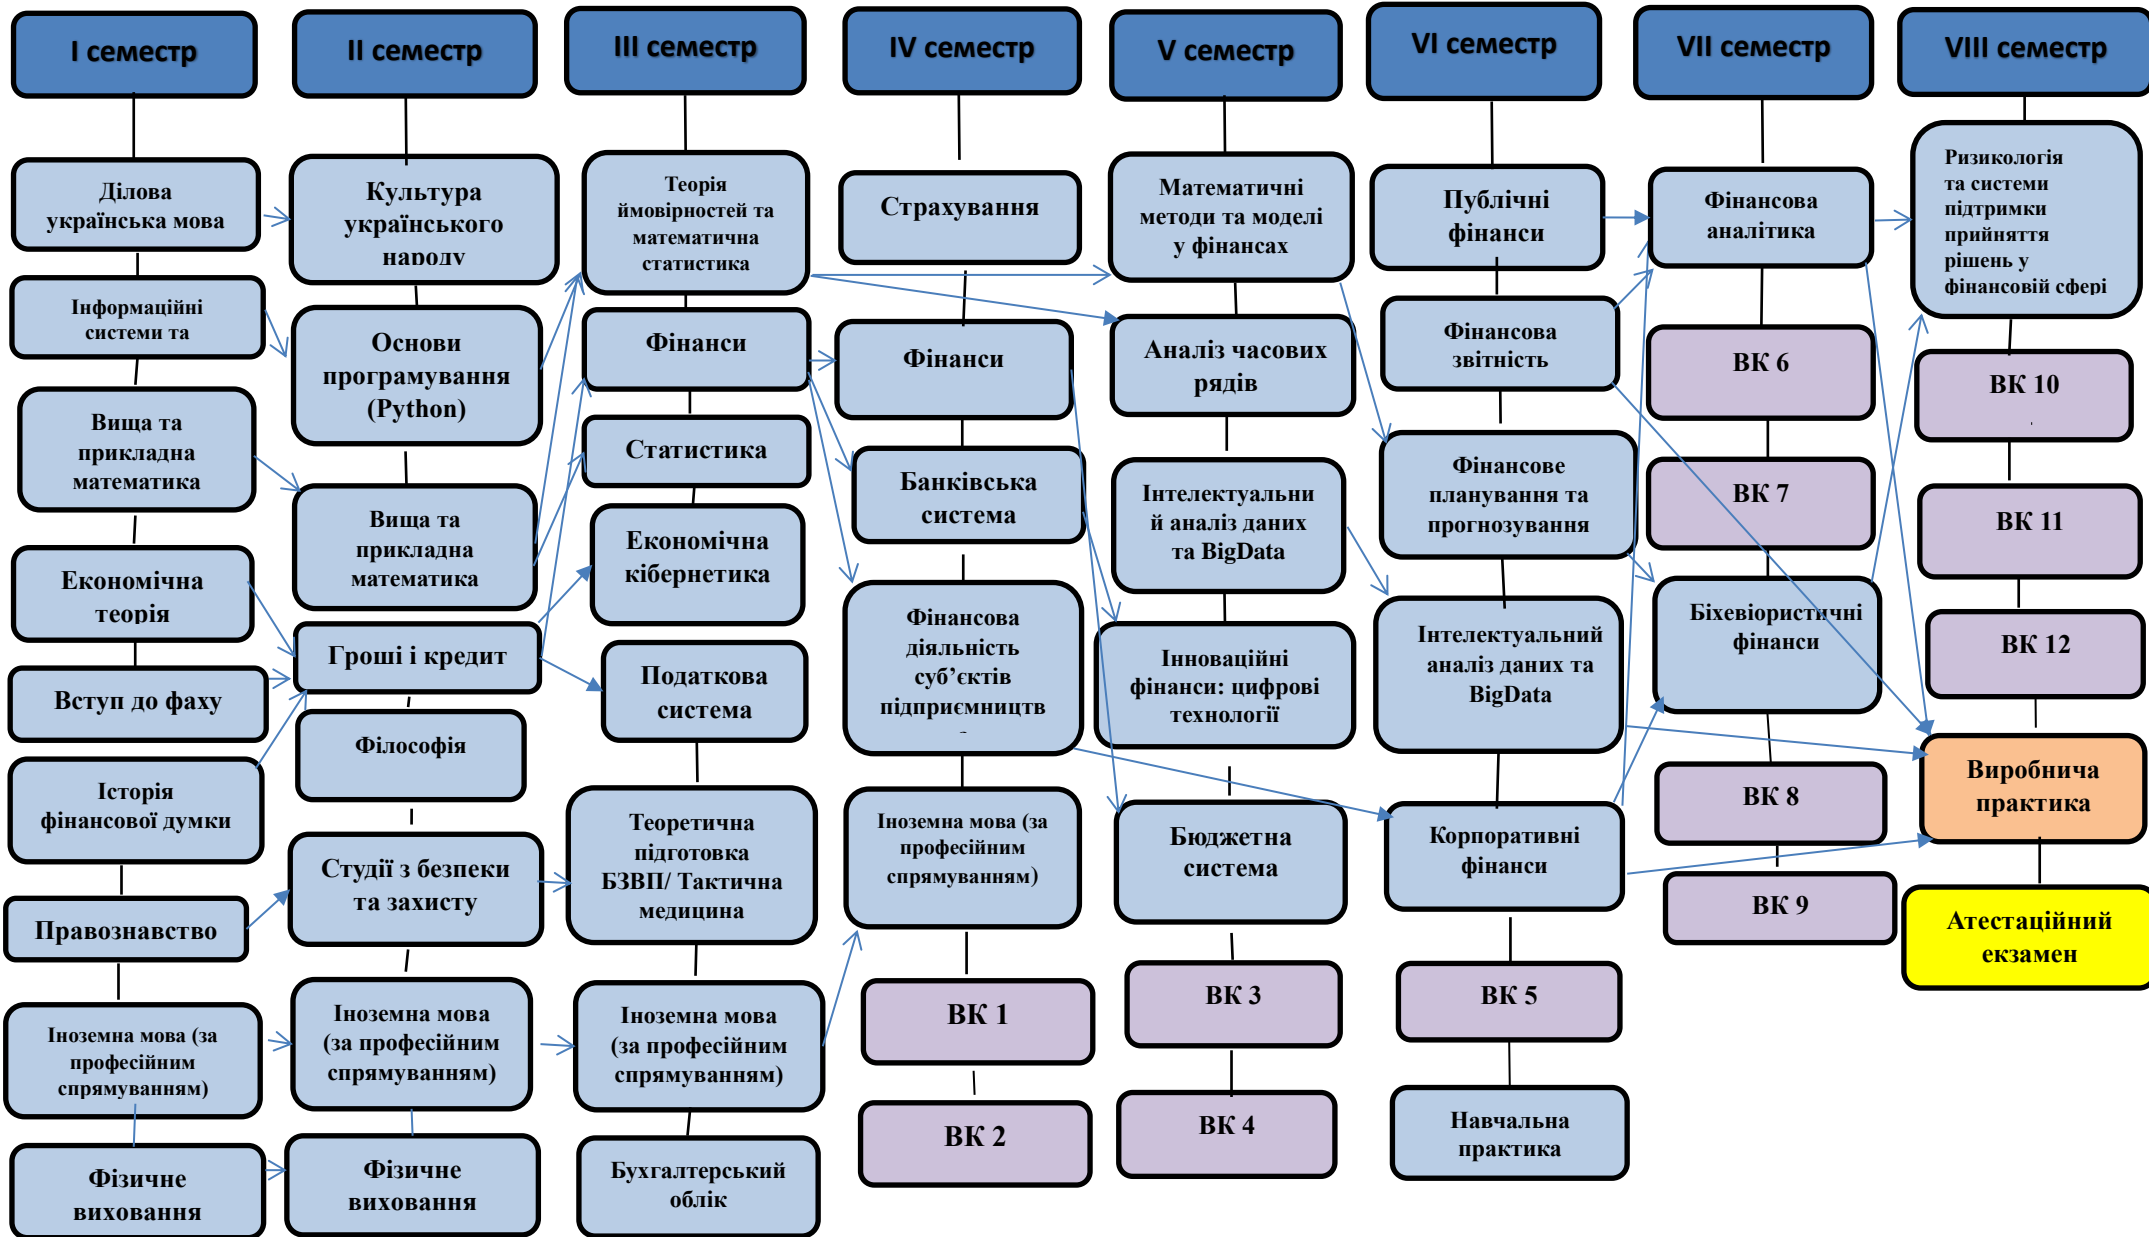 I семестр
Ділова
українська мова
Інформаційні
системи та
Вища та
прикладна
математика
Економічна
теорія
Вступ до фаху
Історія
фінансової думки
Правознавство
Іноземна мова (за
професійним
спрямуванням)
Фізичне
виховання
II семестр
Культура
українського
народу
Основи
програмування
(Python)
Вища та
прикладна
математика
Гроші і кредит
Філософія
Студії з безпеки
та захисту
Іноземна мова
(за професійним
спрямуванням)
Фізичне
виховання
III семестр
Теорія
ймовірностей та
математична
статистика
Фінанси
Статистика
Економічна
кібернетика
Податкова
система
Теоретична
підготовка
БЗВП/ Тактична
медицина
Іноземна мова
(за професійним
спрямуванням)
Бухгалтерський
облік
IV семестр
Страхування
Фінанси
Банківська
система
Фінансова
діяльність
суб’єктів
підприємництв
Іноземна мова (за
професійним
спрямуванням)
ВК 1
ВК 2
V семестр
Математичні
методи та моделі
у фінансах
Аналіз часових
рядів
Інтелектуальни
й аналіз даних
та BigData
Інноваційні
фінанси: цифрові
технології
Бюджетна
система
ВК 3
ВК 4
VI семестр
Публічні
фінанси
Фінансова
звітність
Фінансове
планування та
прогнозування
Інтелектуальний
аналіз даних та
BigData
Корпоративні
фінанси
ВК 5
Навчальна
практика
VII семестр
Фінансова
аналітика
ВК 6
ВК 7
Біхевіористичні
фінанси
ВК 8
ВК 9
VIII семестр
Ризикологія
та системи
підтримки
прийняття
рішень у
фінансовій сфері
ВК 10
ВК 11
ВК 12
Виробнича
практика
Атестаційний
екзамен